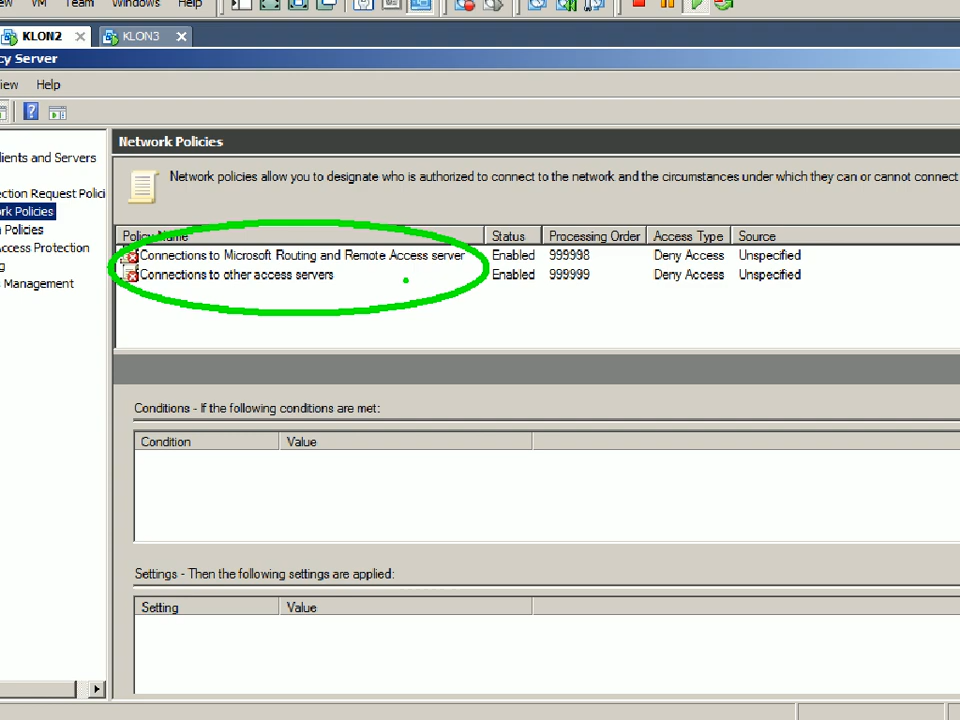 ew VM Team Windows Help
KLON2 KLON3
cy Server
iew Help
Network Policies
lients and Servers
Network policies allow you to designate who is authorized to connect to the network and the circumstances under which they can or cannot connect
ction Request Polici
rk Policies
Policies
ccess Protection
g
Management
Policy Name Status Processing Order Access Type Source
Connections to Microsoft Routing and Remote Access server Enabled 999998 Deny Access Unspecified
Connections to other access servers Enabled 999999 Deny Access Unspecified
Conditions - If the following conditions are met:
Condition Value
Settings - Then the following settings are applied:
Setting Value